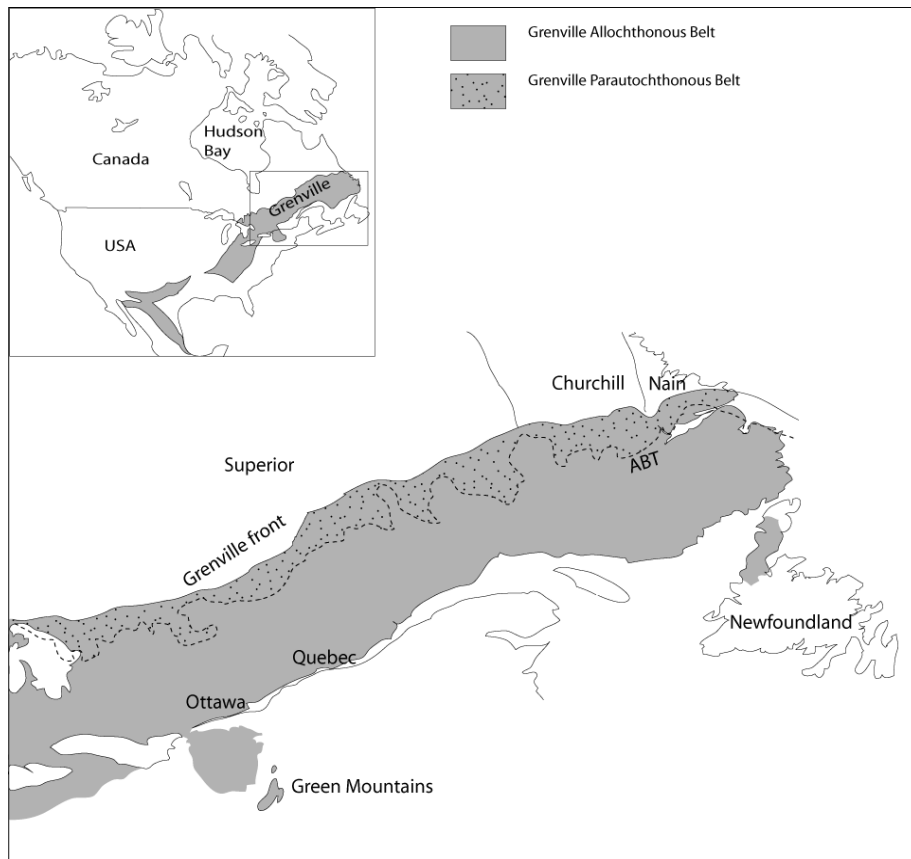 Grenville Allochthonous Belt
Grenville Parautochthonous Belt
Hudson
Bay
Canada
Grenville
USA
Churchill
Nain
ABT
Superior
Grenville front
Newfoundland
Quebec
Ottawa
Green Mountains